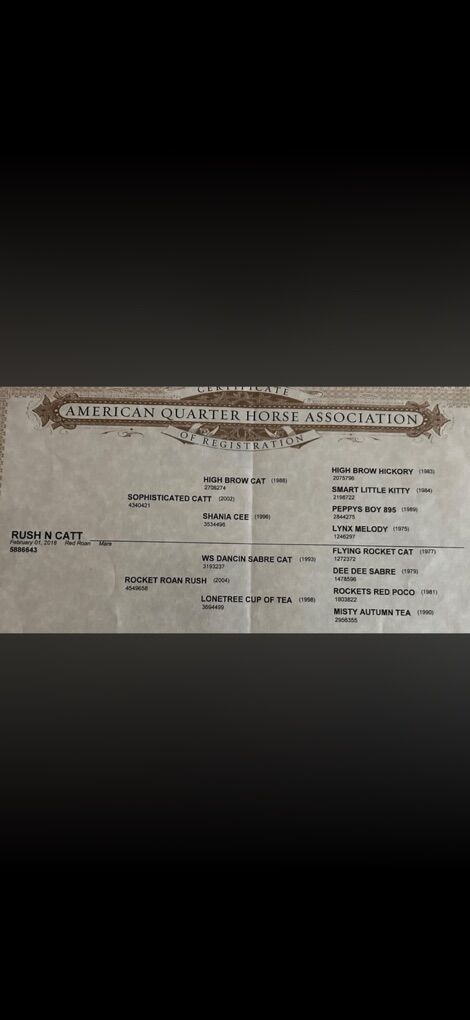 CERTIFICATE
AMERICAN QUARTER HORSE ASSOCIATION
OF REGISTRATION
HIGH BROW HICKORY (1983)
2075796
HIGH BROW CAT (1988)
2706274
SMART LITTLE KITTY (1984)
2198722
SOPHISTICATED CATT (2002)
4340421
PEPPYS BOY 895 (1989)
2844275
SHANIA CEE (1996)
3534496
LYNX MELODY (1975)
1246297
RUSH N CATT
February 01, 2018 Red Roan Mare
5886643
FLYING ROCKET CAT (1977)
1272372
WS DANCIN SABRE CAT (1993)
3193237
DEE DEE SABRE (1979)
1478596
ROCKET ROAN RUSH (2004)
4549658
ROCKETS RED POCO (1981)
1803822
LONETREE CUP OF TEA (1998)
3694499
MISTY AUTUMN TEA (1990)
2956355